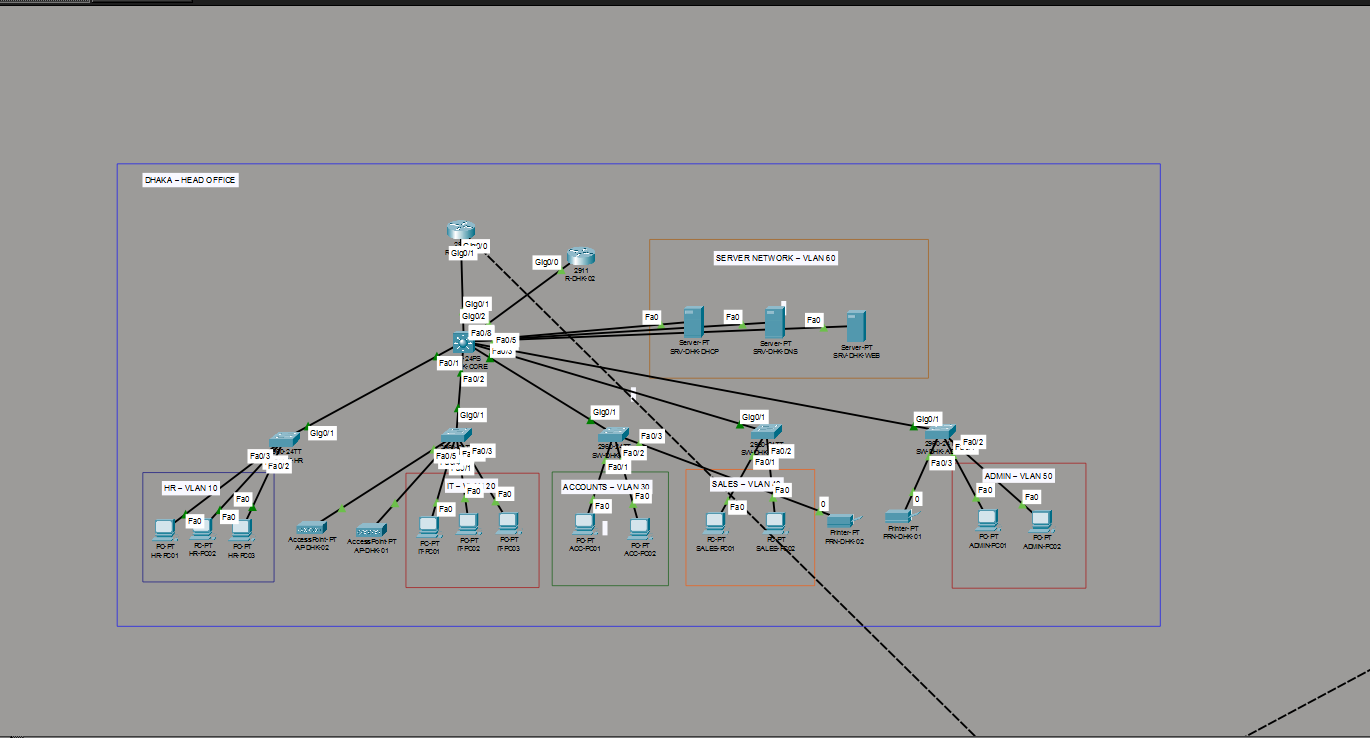 DHAKA – HEAD OFFICE
Gig0/1
Gig0/0
2911
R-DHK-02
SERVER NETWORK – VLAN 60
Gig0/1
Gig0/2
Fa0
Fa0
Fa0
Fa0/8
Fa0/5
Server-PT
SRV-DHK-DHCP
Server-PT
SRV-DHK-DNS
Server-PT
SRV-DHK-WEB
Fa0/1
Fa0/2
Gig0/1
Gig0/1
Gig0/1
Gig0/1
Gig0/1
Fa0/3
Fa0/2
Fa0/5
Fa0/3
Fa0/3
Fa0/2
Fa0/1
Fa0/2
Fa0/1
Fa0/2
Fa0/3
HR – VLAN 10
ACCOUNTS – VLAN 30
ADMIN – VLAN 50
Fa0
Fa0
Fa0
Fa0
Fa0
Fa0
Fa0
Fa0
Fa0
Fa0
Fa0
Fa0
0
0
PC-PT
HR-PC01
PC-PT
HR-PC02
PC-PT
HR-PC03
AccessPoint-PT
AP-DHK-02
AccessPoint-PT
AP-DHK-01
PC-PT
IT-PC01
PC-PT
IT-PC02
PC-PT
IT-PC03
PC-PT
ACC-PC01
PC-PT
ACC-PC02
PC-PT
SALES-PC01
PC-PT
SALES-PC02
Printer-PT
PRN-DHK-02
Printer-PT
PRN-DHK-01
PC-PT
ADMIN-PC01
PC-PT
ADMIN-PC02